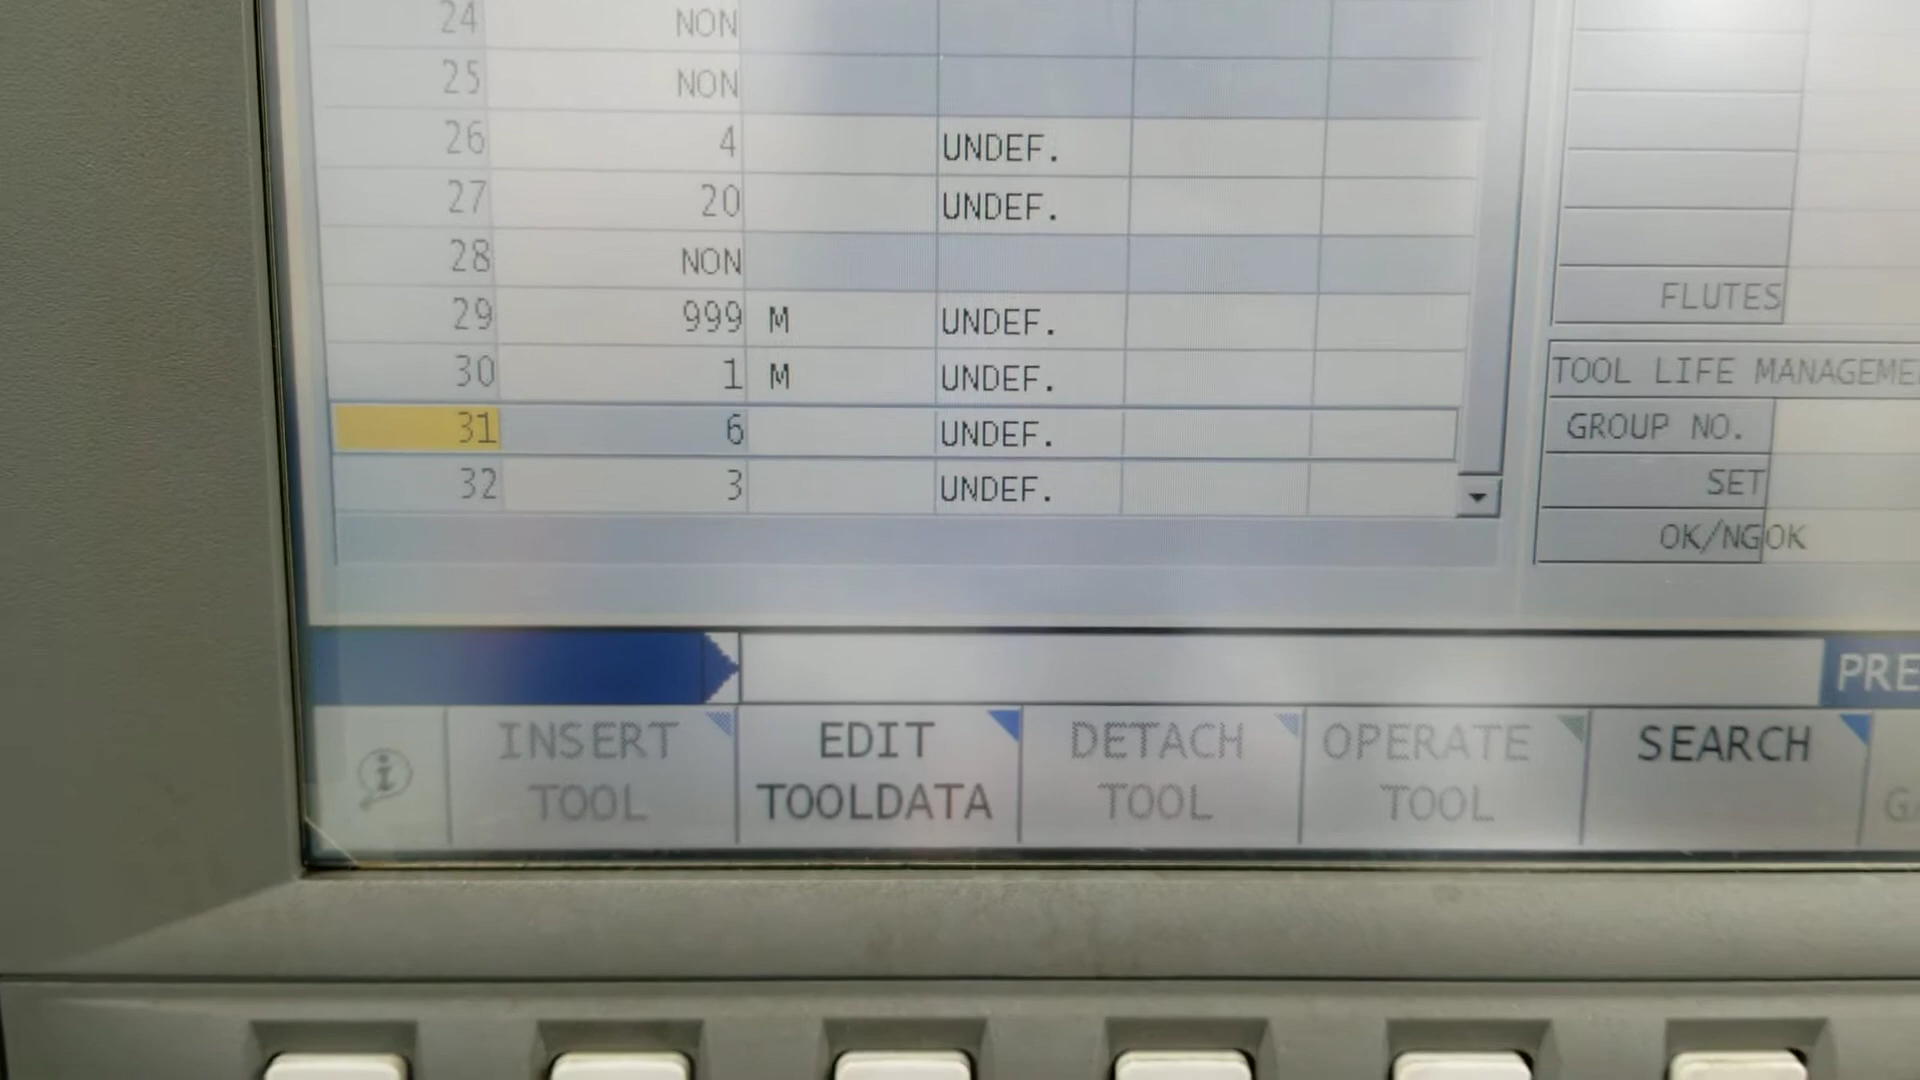 24 NON
25 NON
26 4 UNDEF.
27 20 UNDEF.
28 NON
29 999 M UNDEF.
30 1 M UNDEF.
31 6 UNDEF.
32 3 UNDEF.
FLUTES
TOOL LIFE
GROUP NO.
SET
OK/NG OK
INSERT TOOL
EDIT TOOLDATA
DETACH TOOL
OPERATE TOOL
SEARCH